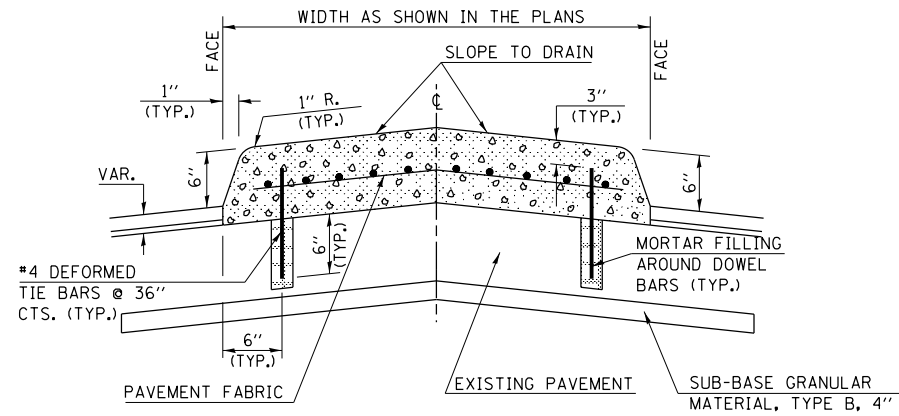 WIDTH AS SHOWN IN THE PLANS
FACE
FACE
SLOPE TO DRAIN
1"
(TYP.)
1" R.
(TYP.)
℄
3"
(TYP.)
VAR.
6"
6"
6"
(TYP.)
#4 DEFORMED
TIE BARS @ 36"
CTS. (TYP.)
MORTAR FILLING
AROUND DOWEL
BARS (TYP.)
6"
(TYP.)
PAVEMENT FABRIC
EXISTING PAVEMENT
SUB-BASE GRANULAR
MATERIAL, TYPE B, 4"